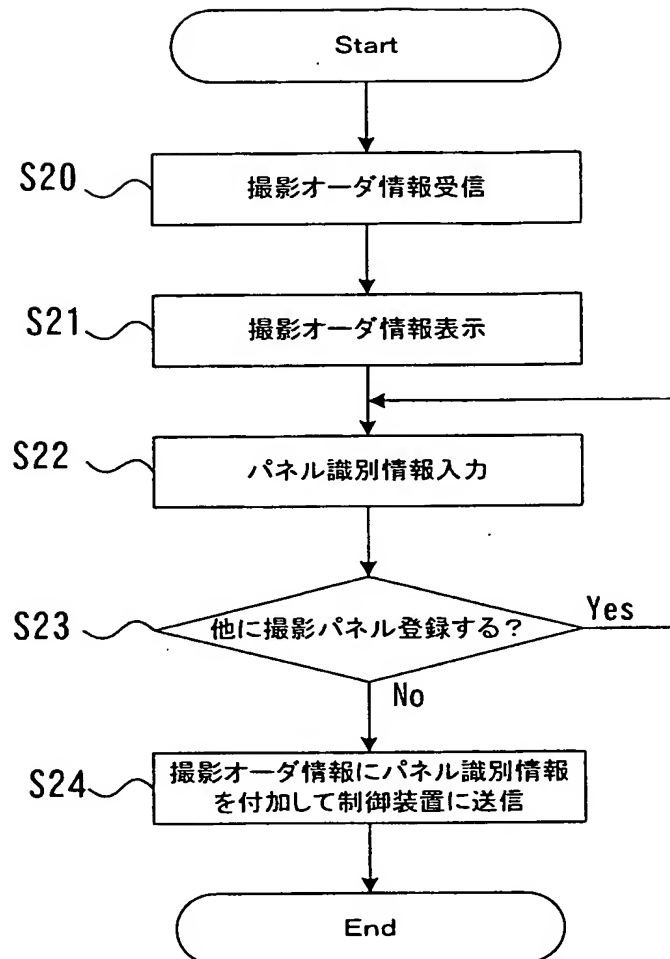 Start
S20
撮影オーダ情報受信
S21
撮影オーダ情報表示
S22
パネル識別情報入力
S23
他に撮影パネル登録する?
Yes
No
S24
撮影オーダ情報にパネル識別情報
を付加して制御装置に送信
End